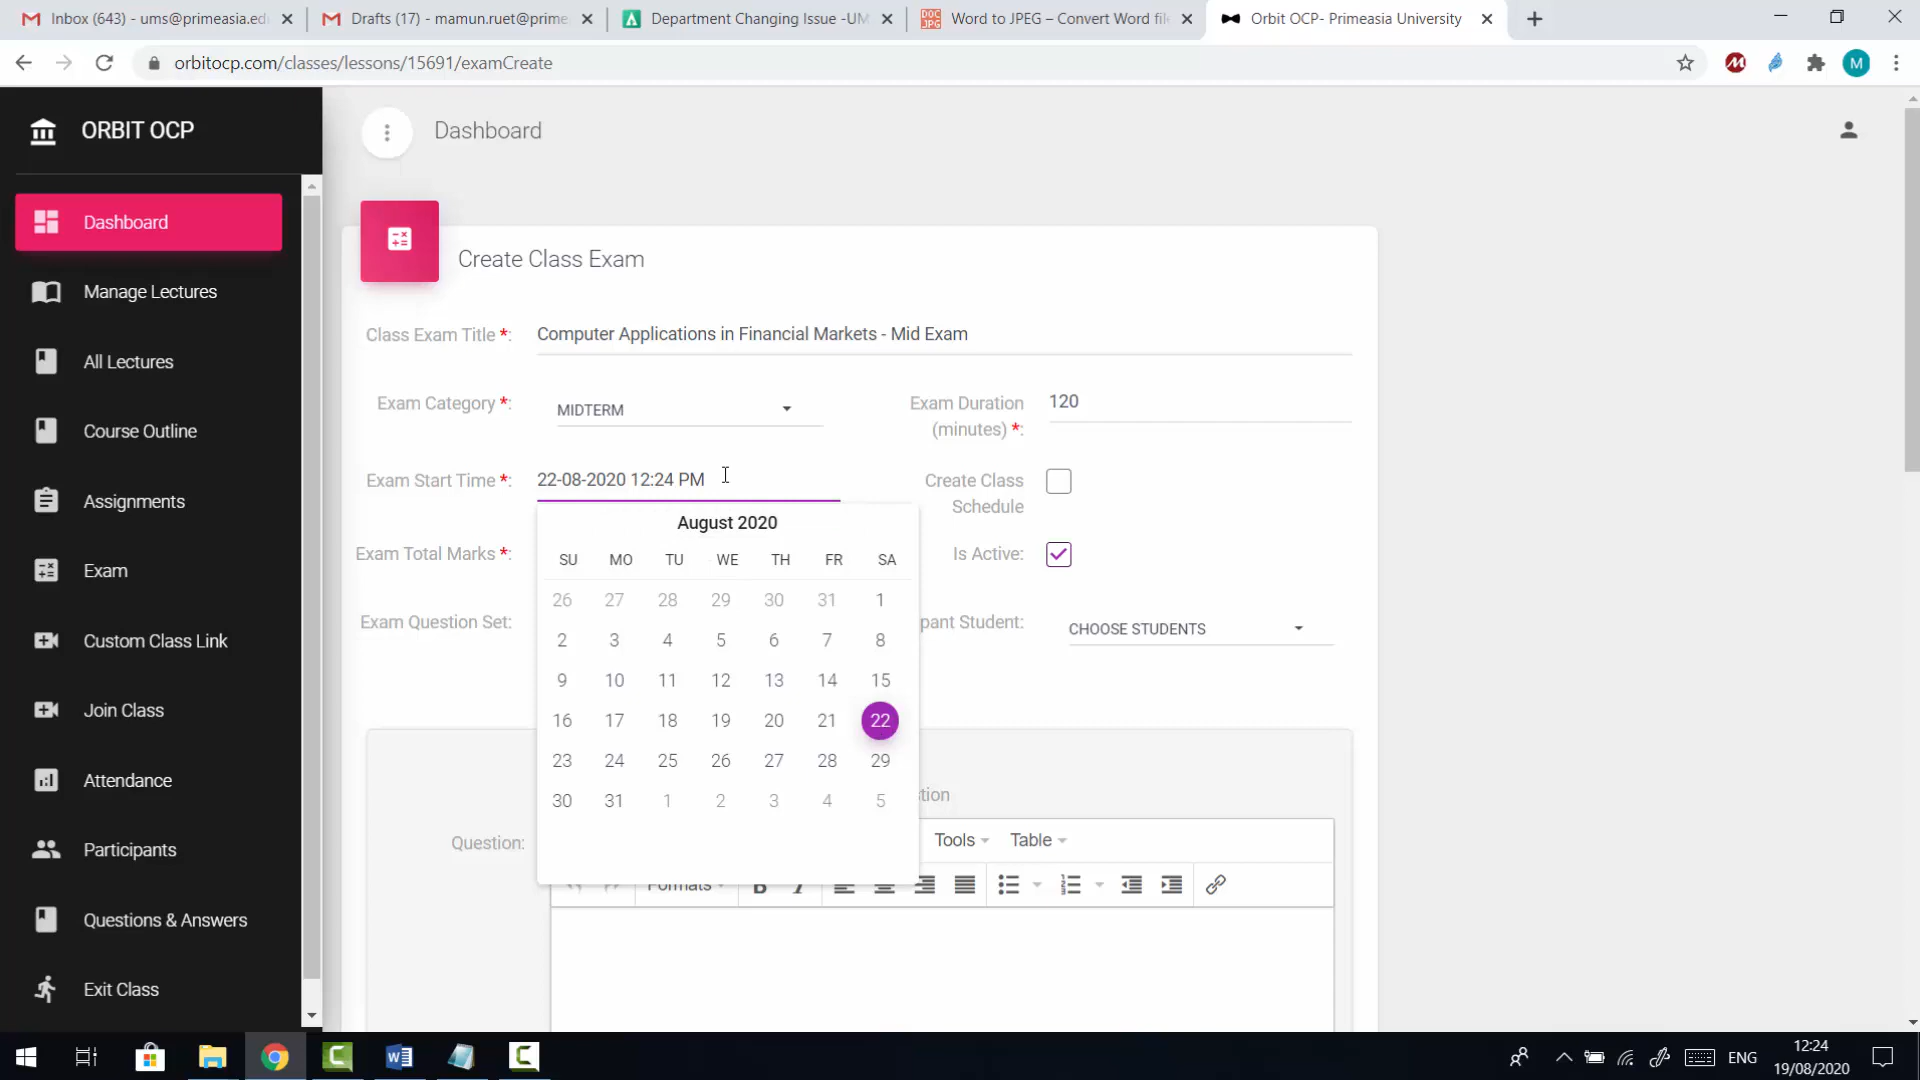 Inbox (643) - ums@primeasia.ed
Drafts (17) - mamun.ruet@prime
Department Changing Issue -UM
Word to JPEG – Convert Word file
Orbit OCP- Primeasia University
orbitocp.com/classes/lessons/15691/examCreate
M
ORBIT OCP
Dashboard
Dashboard
Manage Lectures
All Lectures
Course Outline
Assignments
Exam
Custom Class Link
Join Class
Attendance
Participants
Questions & Answers
Exit Class
Create Class Exam
Class Exam Title *: Computer Applications in Financial Markets - Mid Exam
Exam Category *: MIDTERM
Exam Duration
(minutes) *: 120
Exam Start Time *: 22-08-2020 12:24 PM
Create Class
Schedule
Exam Total Marks *:
Is Active:
Exam Question Set:
pant Student: CHOOSE STUDENTS
August 2020
SU MO TU WE TH FR SA
26 27 28 29 30 31 1
2 3 4 5 6 7 8
9 10 11 12 13 14 15
16 17 18 19 20 21 22
23 24 25 26 27 28 29
30 31 1 2 3 4 5
tion
Question:
Tools Table
Formats B I
ENG
12:24
19/08/2020